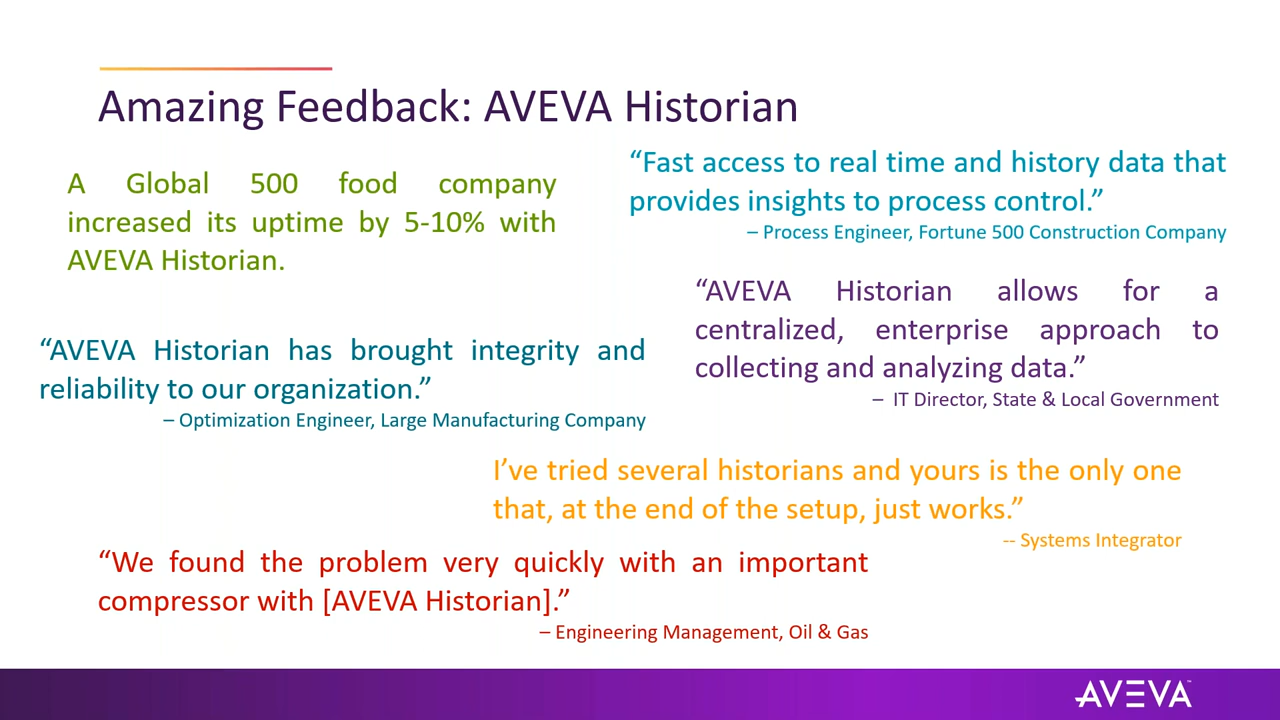 Amazing Feedback: AVEVA Historian
A Global 500 food company
increased its uptime by 5-10% with
AVEVA Historian.
“Fast access to real time and history data that
provides insights to process control.”
– Process Engineer, Fortune 500 Construction Company
“AVEVA Historian allows for a
centralized, enterprise approach to
collecting and analyzing data.”
– IT Director, State & Local Government
“AVEVA Historian has brought integrity and
reliability to our organization.”
– Optimization Engineer, Large Manufacturing Company
I’ve tried several historians and yours is the only one
that, at the end of the setup, just works.”
-- Systems Integrator
“We found the problem very quickly with an important
compressor with [AVEVA Historian].”
– Engineering Management, Oil & Gas
AVEVA™